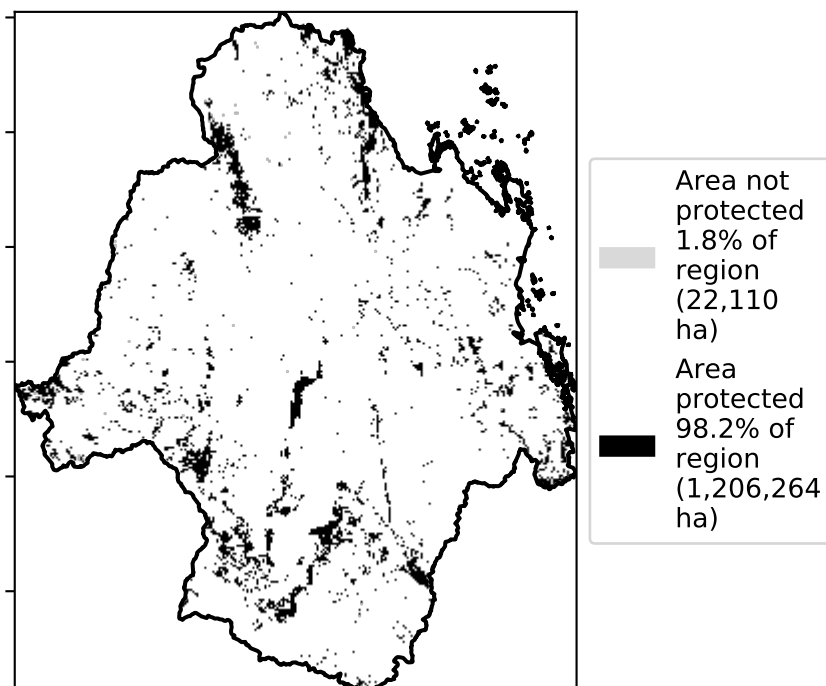 Area not
protected
1.8% of
region
(22,110
ha)
Area
protected
98.2% of
region
(1,206,264
ha)